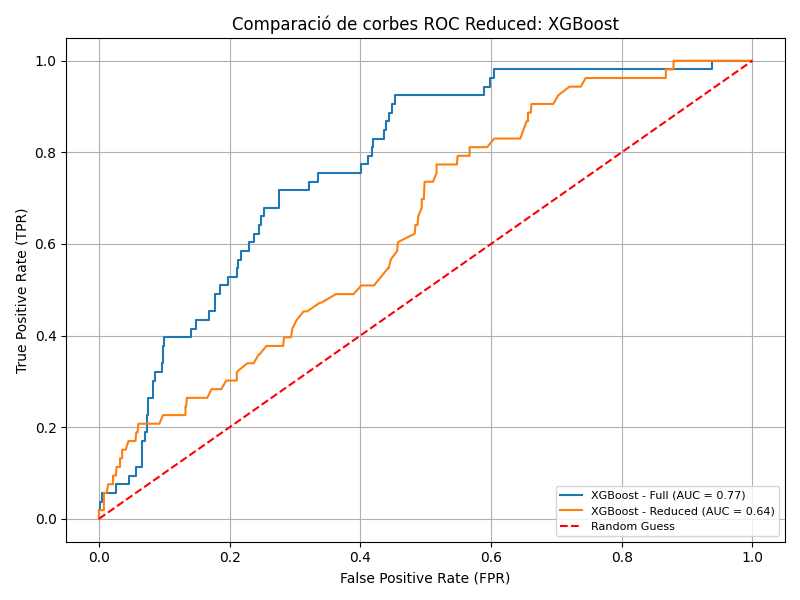 Comparació de corbes ROC Reduced: XGBoost
True Positive Rate (TPR)
1.0
0.8
0.6
0.4
0.2
0.0
XGBoost - Full (AUC = 0.77)
XGBoost - Reduced (AUC = 0.64)
Random Guess
0.0 0.2 0.4 0.6 0.8 1.0
False Positive Rate (FPR)